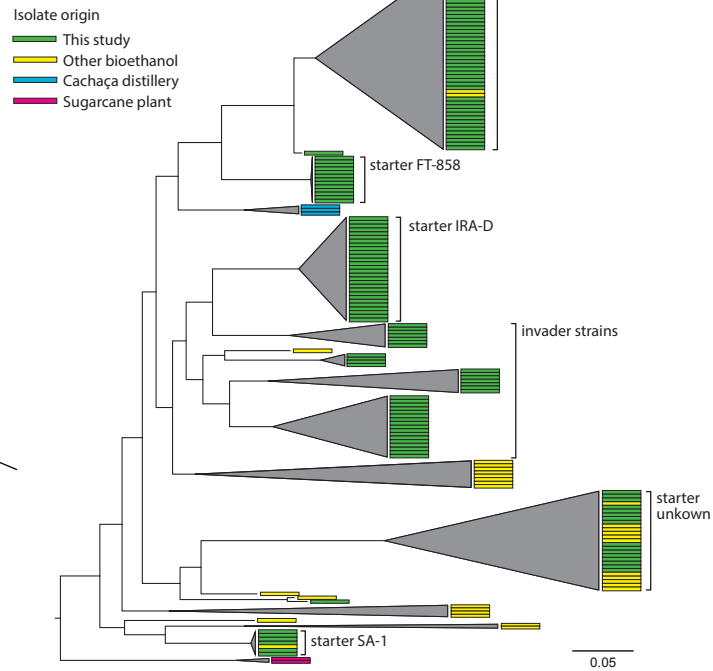 Isolate origin
This study
Other bioethanol
Cachaça distillery
Sugarcane plant
starter FT-858
starter IRA-D
invader strains
starter
unkown
starter SA-1
0.05